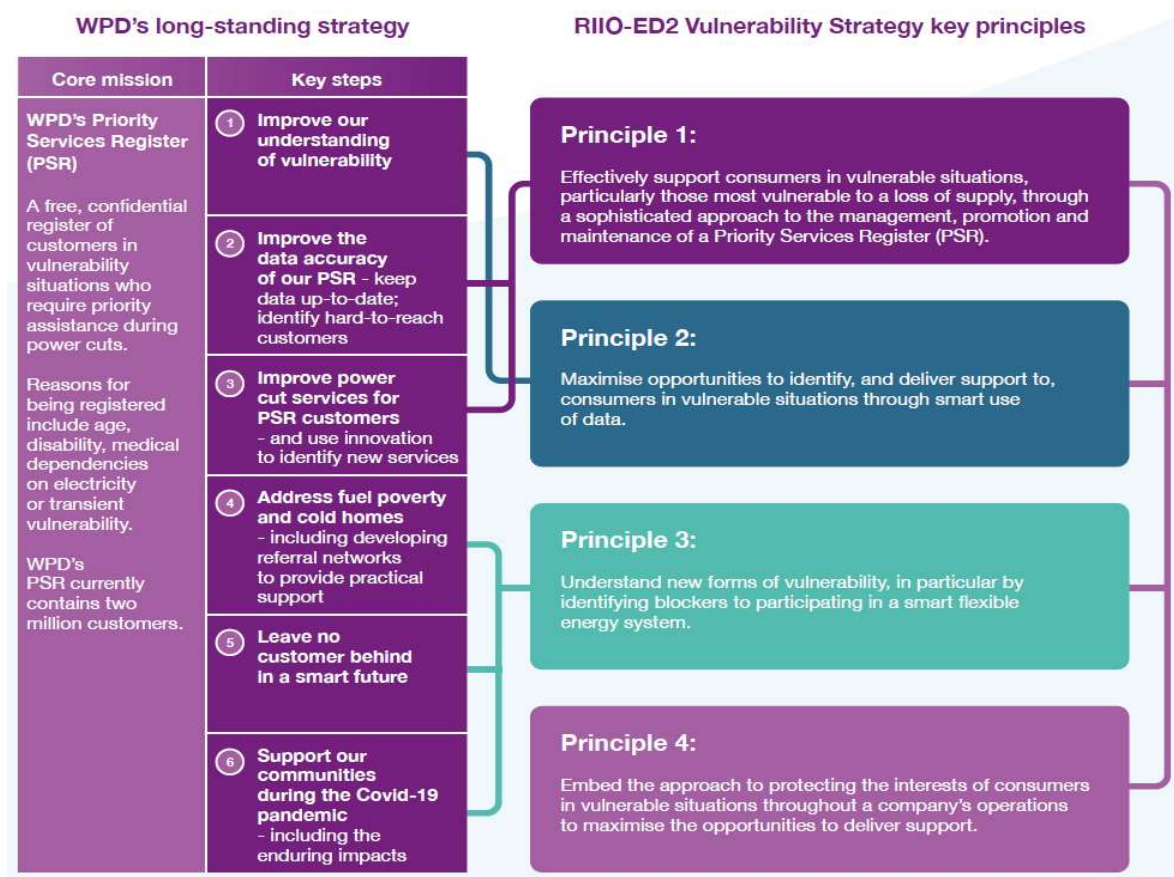 WPD's long-standing strategy
RIIO-ED2 Vulnerability Strategy key principles
Core mission
Key steps
WPD's Priority
Services Register
(PSR)
A free, confidential
register of
customers in
vulnerability
situations who
require priority
assistance during
power cuts.
Reasons for
being registered
include age,
disability, medical
dependencies
on electricity
or transient
vulnerability.
WPD's
PSR currently
contains two
million customers.
1 Improve our
understanding
of vulnerability
2 Improve the
data accuracy
of our PSR - keep
data up-to-date;
identify hard-to-reach
customers
3 Improve power
cut services for
PSR customers
- and use innovation
to identify new services
4 Address fuel poverty
and cold homes
- including developing
referral networks
to provide practical
support
5 Leave no
customer behind
in a smart future
6 Support our
communities
during the Covid-19
pandemic
- including the
enduring impacts
Principle 1:
Effectively support consumers in vulnerable situations,
particularly those most vulnerable to a loss of supply, through
a sophisticated approach to the management, promotion and
maintenance of a Priority Services Register (PSR).
Principle 2:
Maximise opportunities to identify, and deliver support to,
consumers in vulnerable situations through smart use
of data.
Principle 3:
Understand new forms of vulnerability, in particular by
identifying blockers to participating in a smart flexible
energy system.
Principle 4:
Embed the approach to protecting the interests of consumers
in vulnerable situations throughout a company's operations
to maximise the opportunities to deliver support.